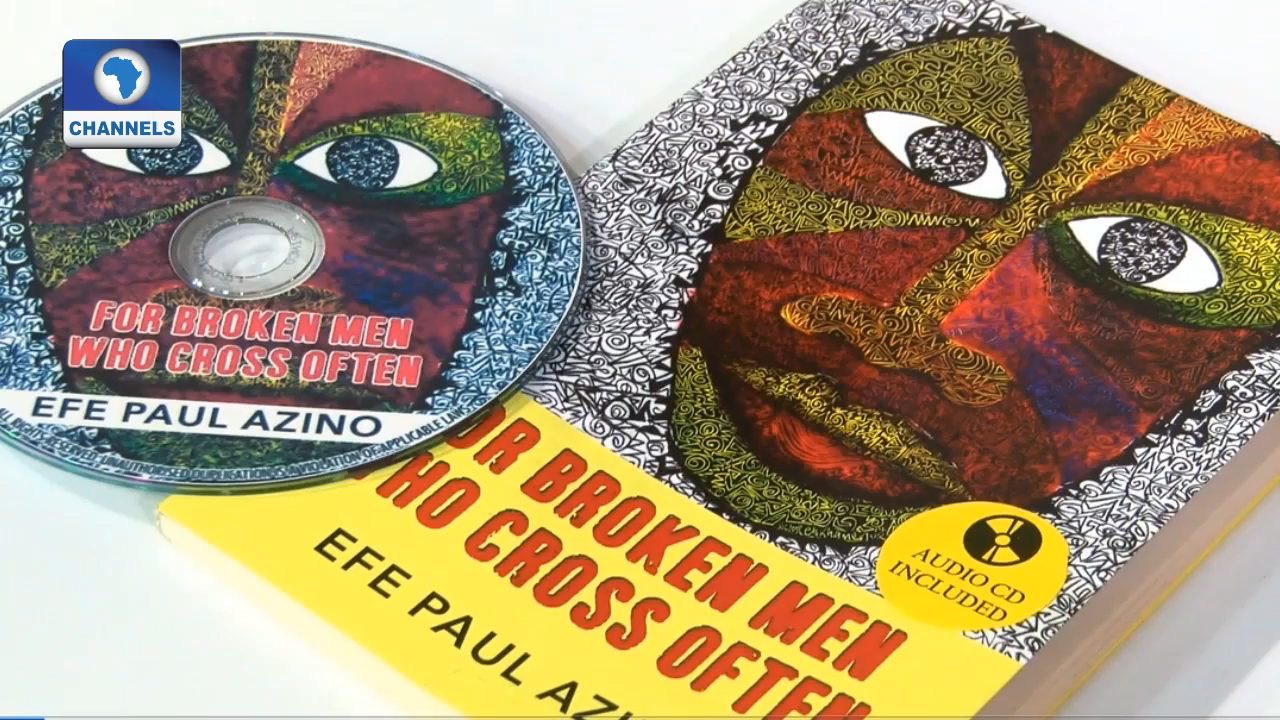 CHANNELS
FOR BROKEN MEN
WHO CROSS OFTEN
EFE PAUL AZINO
ALL RIGHTS RESERVED UNAUTHORISED DUPLICATION IS A VIOLATION OF APPLICABLE LAWS
OR BROKEN MEN
HO CROSS OFTEN
EFE PAUL AZIN
AUDIO CD
INCLUDED